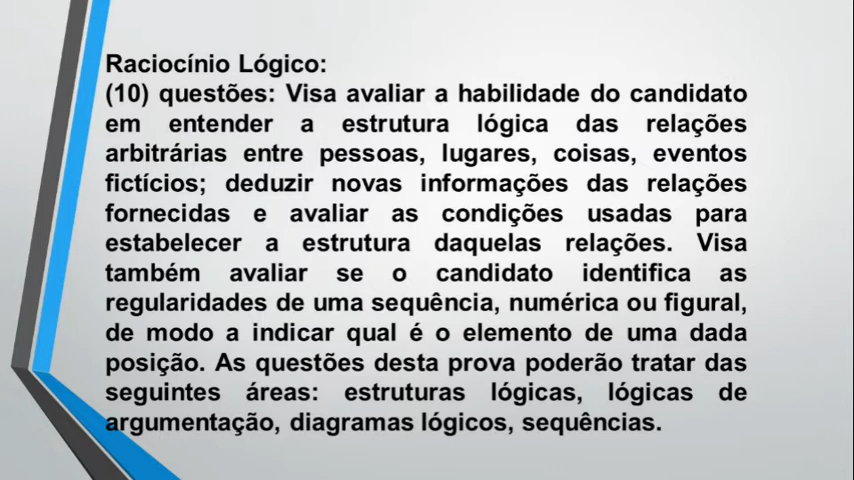 Raciocínio Lógico:
(10) questões: Visa avaliar a habilidade do candidato
em entender a estrutura lógica das relações
arbitrárias entre pessoas, lugares, coisas, eventos
fictícios; deduzir novas informações das relações
fornecidas e avaliar as condições usadas para
estabelecer a estrutura daquelas relações. Visa
também avaliar se o candidato identifica as
regularidades de uma sequência, numérica ou figural,
de modo a indicar qual é o elemento de uma dada
posição. As questões desta prova poderão tratar das
seguintes áreas: estruturas lógicas, lógicas de
argumentação, diagramas lógicos, sequências.